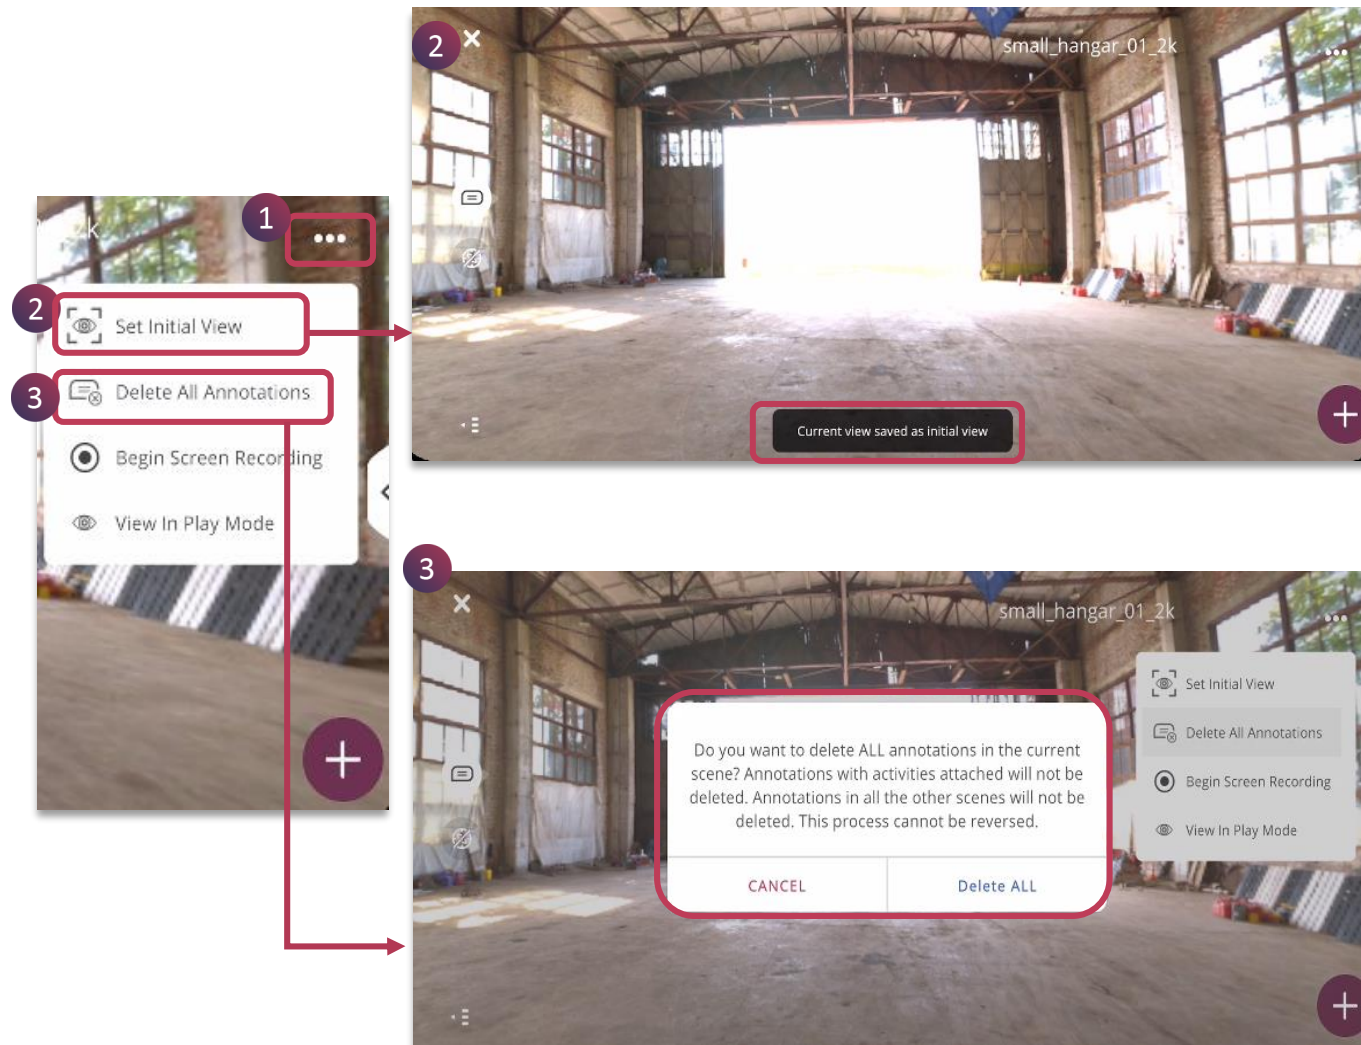 1
k
2
Set Initial View
3
Delete All Annotations
Begin Screen Recording
View In Play Mode
2
small_hangar_01_2k
Current view saved as initial view
3
small_hangar_01_2k
Set Initial View
Delete All Annotations
Begin Screen Recording
View In Play Mode
Do you want to delete ALL annotations in the current
scene? Annotations with activities attached will not be
deleted. Annotations in all the other scenes will not be
deleted. This process cannot be reversed.
CANCEL
Delete ALL